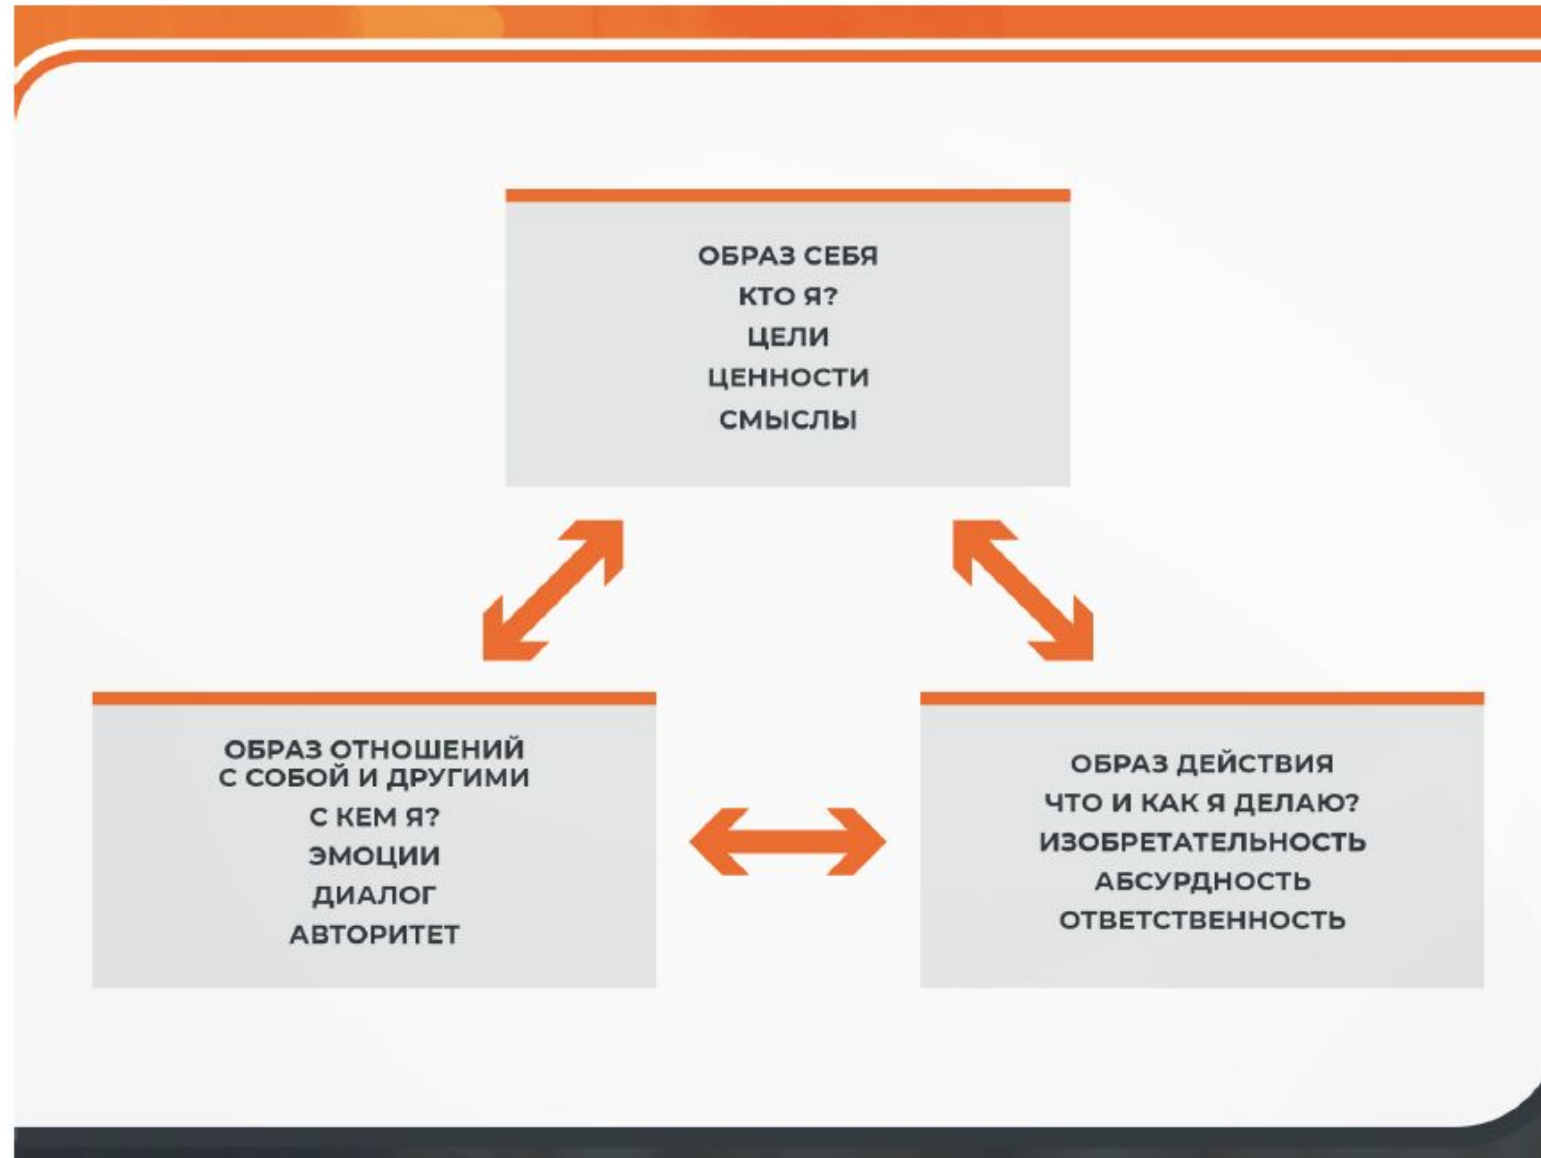 ОБРАЗ СЕБЯ
КТО Я?
ЦЕЛИ
ЦЕННОСТИ
СМЫСЛЫ
ОБРАЗ ОТНОШЕНИЙ
С СОБОЙ И ДРУГИМИ
С КЕМ Я?
ЭМОЦИИ
ДИАЛОГ
АВТОРИТЕТ
ОБРАЗ ДЕЙСТВИЯ
ЧТО И КАК Я ДЕЛАЮ?
ИЗОБРЕТАТЕЛЬНОСТЬ
АБСУРДНОСТЬ
ОТВЕТСТВЕННОСТЬ